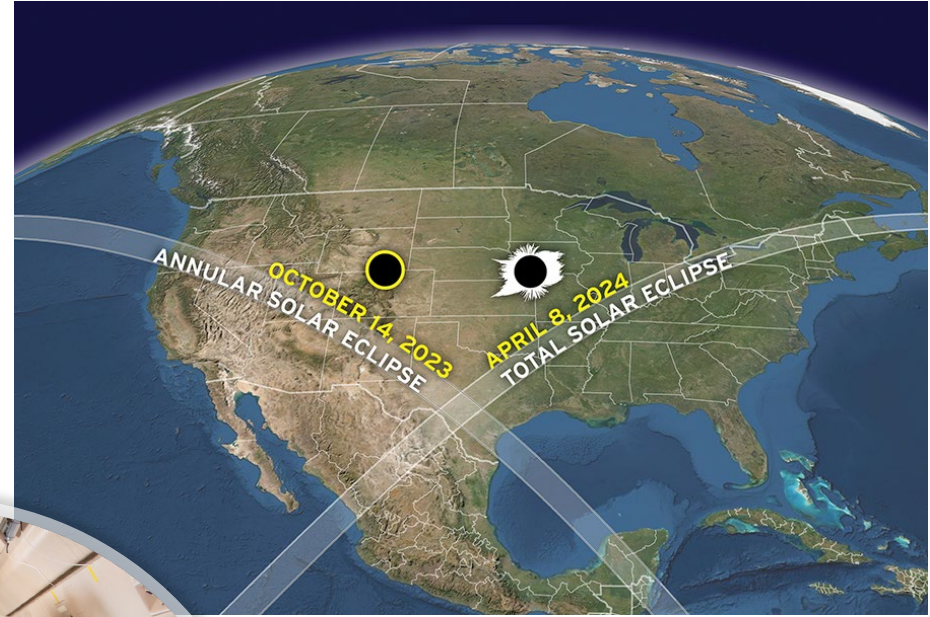 OCTOBER 14, 2023
ANNULAR SOLAR ECLIPSE
APRIL 8, 2024
TOTAL SOLAR ECLIPSE